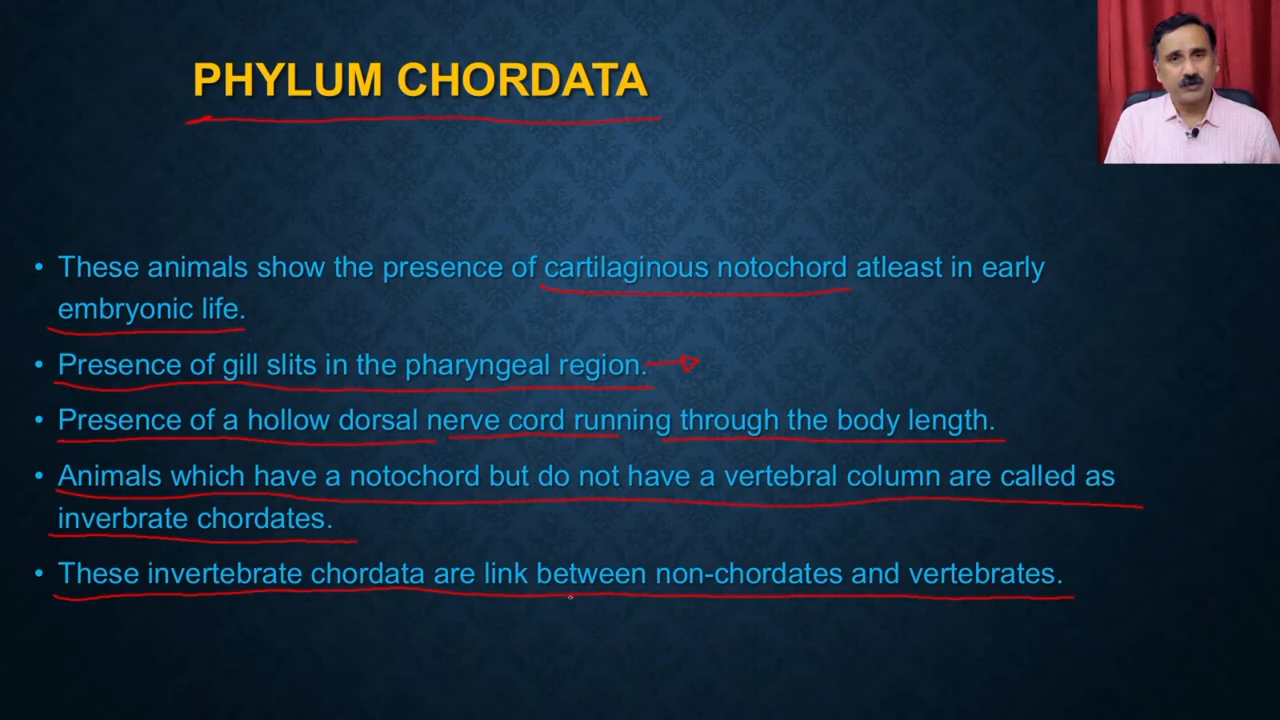 PHYLUM CHORDATA
• These animals show the presence of cartilaginous notochord atleast in early
embryonic life.
• Presence of gill slits in the pharyngeal region.
• Presence of a hollow dorsal nerve cord running through the body length.
• Animals which have a notochord but do not have a vertebral column are called as
inverbrate chordates.
• These invertebrate chordata are link between non-chordates and vertebrates.